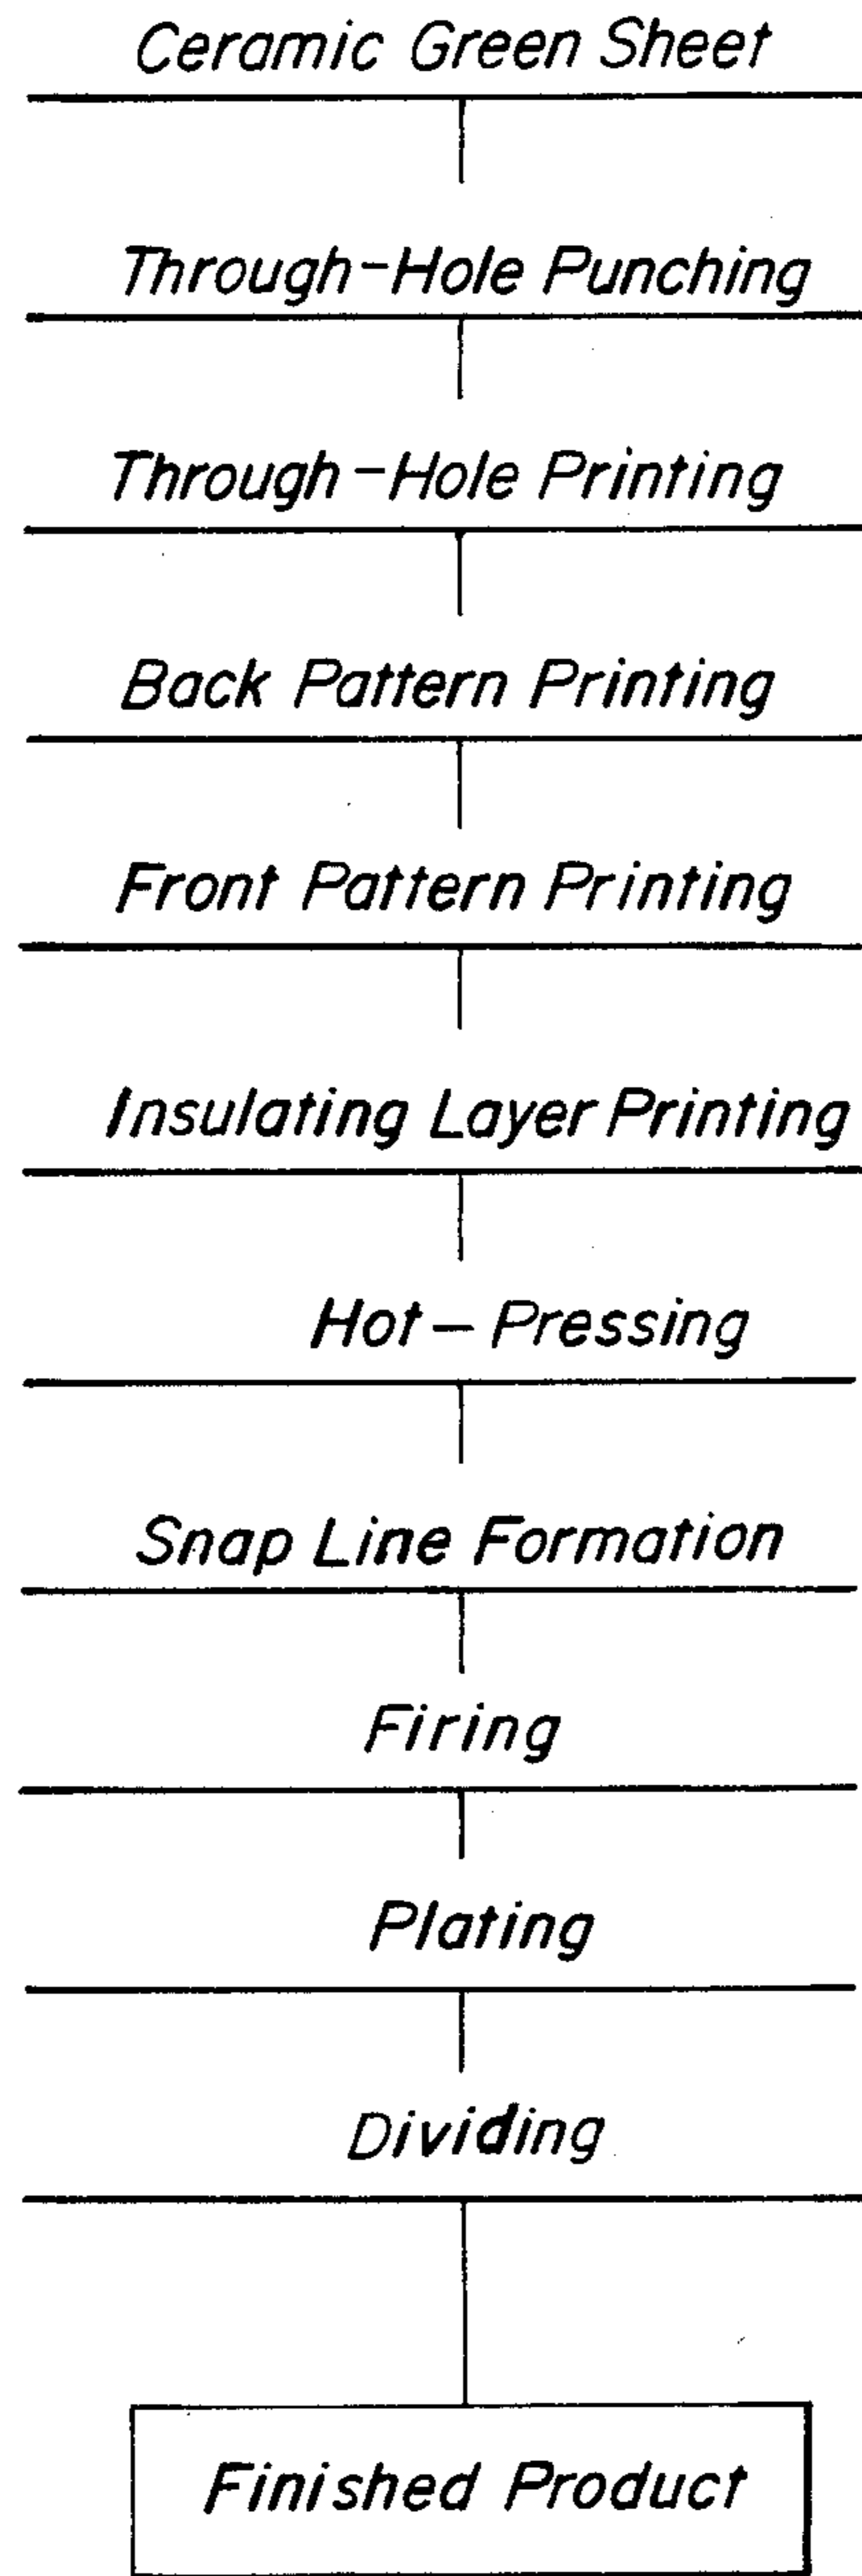 Ceramic Green Sheet
Through-Hole Punching
Through-Hole Printing
Back Pattern Printing
Front Pattern Printing
Insulating Layer Printing
Hot-Pressing
Snap Line Formation
Firing
Plating
Dividing
Finished Product